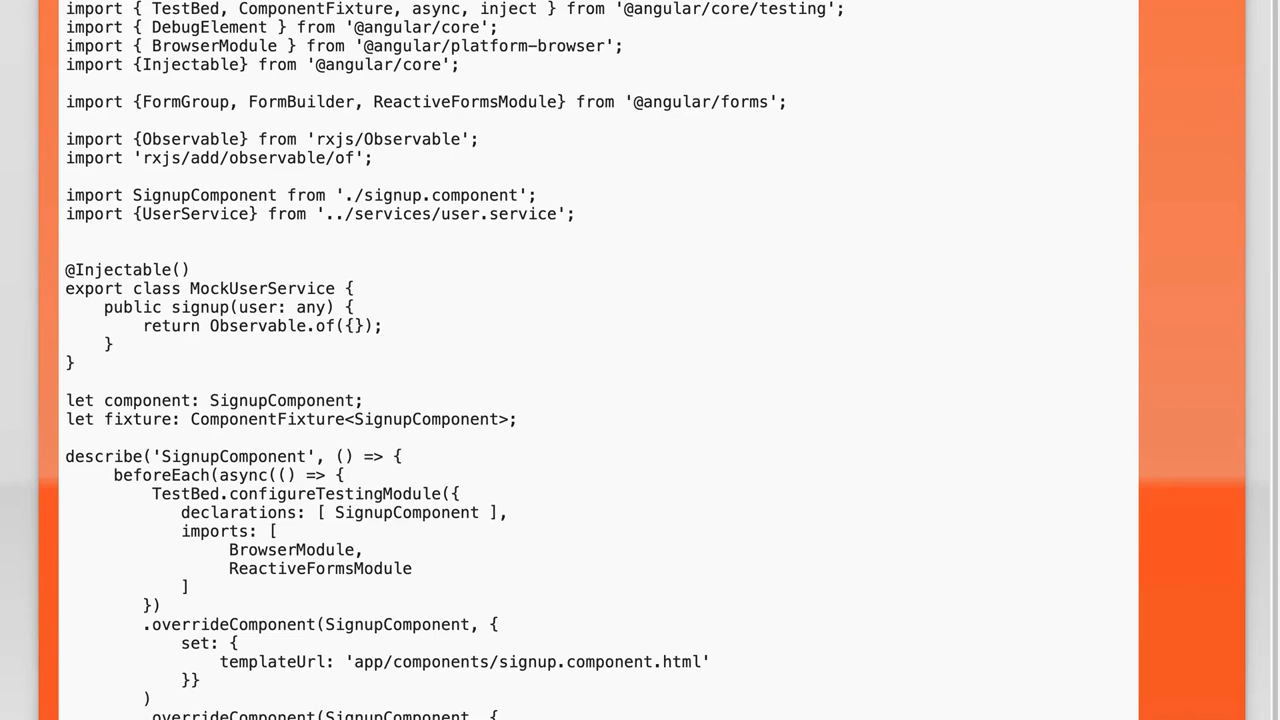 import { TestBed, ComponentFixture, async, inject } from '@angular/core/testing';
import { DebugElement } from '@angular/core';
import { BrowserModule } from '@angular/platform-browser';
import {Injectable} from '@angular/core';
import {FormGroup, FormBuilder, ReactiveFormsModule} from '@angular/forms';
import {Observable} from 'rxjs/Observable';
import 'rxjs/add/observable/of';
import SignupComponent from './signup.component';
import {UserService} from '../services/user.service';
@Injectable()
export class MockUserService {
    public signup(user: any) {
        return Observable.of({});
    }
}
let component: SignupComponent;
let fixture: ComponentFixture<SignupComponent>;
describe('SignupComponent', () => {
     beforeEach(async(() => {
         TestBed.configureTestingModule({
            declarations: [ SignupComponent ],
            imports: [
                 BrowserModule,
                 ReactiveFormsModule
            ]
        })
        .overrideComponent(SignupComponent, {
            set: {
                templateUrl: 'app/components/signup.component.html'
            }}
        )
        .overrideComponent(SignupComponent, {